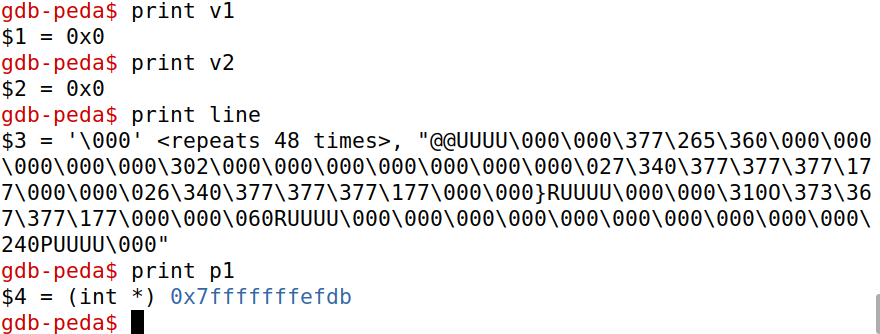 gdb-peda$ print v1
$1 = 0x0
gdb-peda$ print v2
$2 = 0x0
gdb-peda$ print line
$3 = '\000' <repeats 48 times>, "@@UUUU\000\000\377\265\360\000\000
\000\000\000\302\000\000\000\000\000\000\000\000\027\340\377\377\377\17
7\000\000\026\340\377\377\377\177\000\000}RUUUU\000\000\310O\373\36
7\377\177\000\000\060RUUUU\000\000\000\000\000\000\000\000\000\000\
240PUUUU\000"
gdb-peda$ print p1
$4 = (int *) 0x7fffffffefdb
gdb-peda$